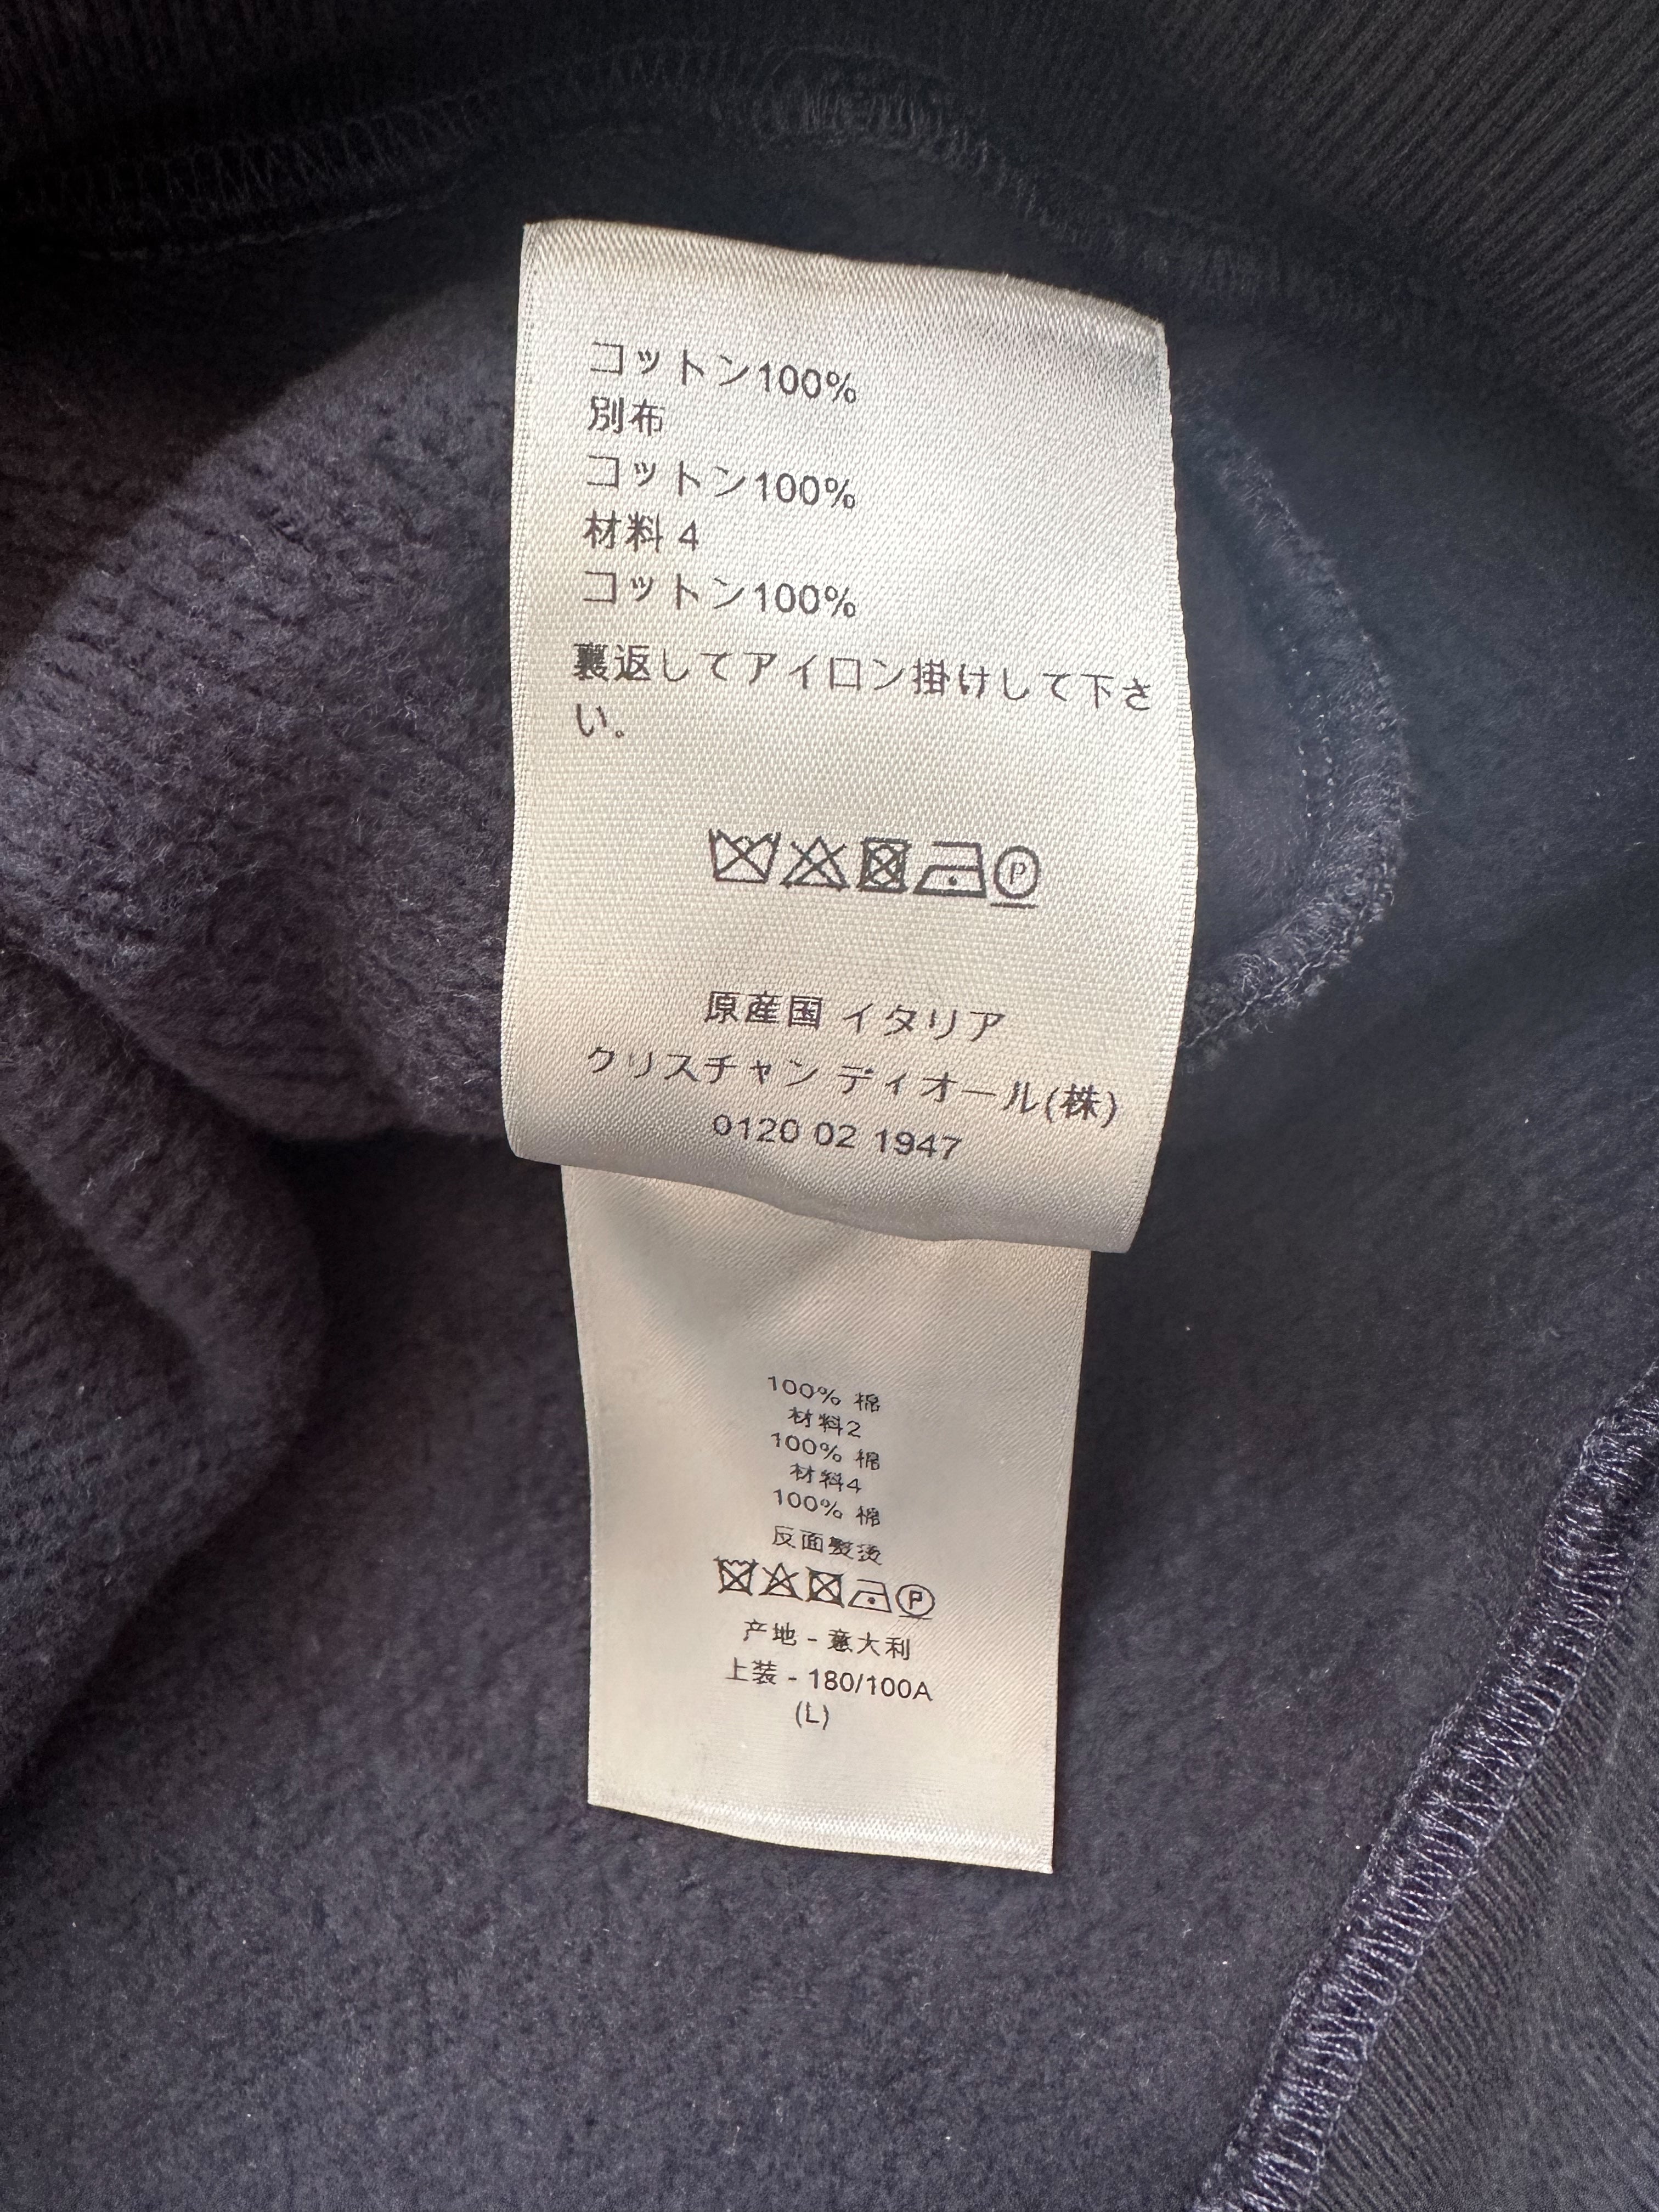 コットン100%
別布
コットン100%
材料 4
コットン100%
裏返してアイロン掛けして下さ
い。
P
原産国 イタリア
クリスチャン ディオール(株)
0120 02 1947
100% 棉
材料2
100% 棉
材料4
100% 棉
反面熨烫
P
产地 - 意大利
上装 - 180/100A
(L)